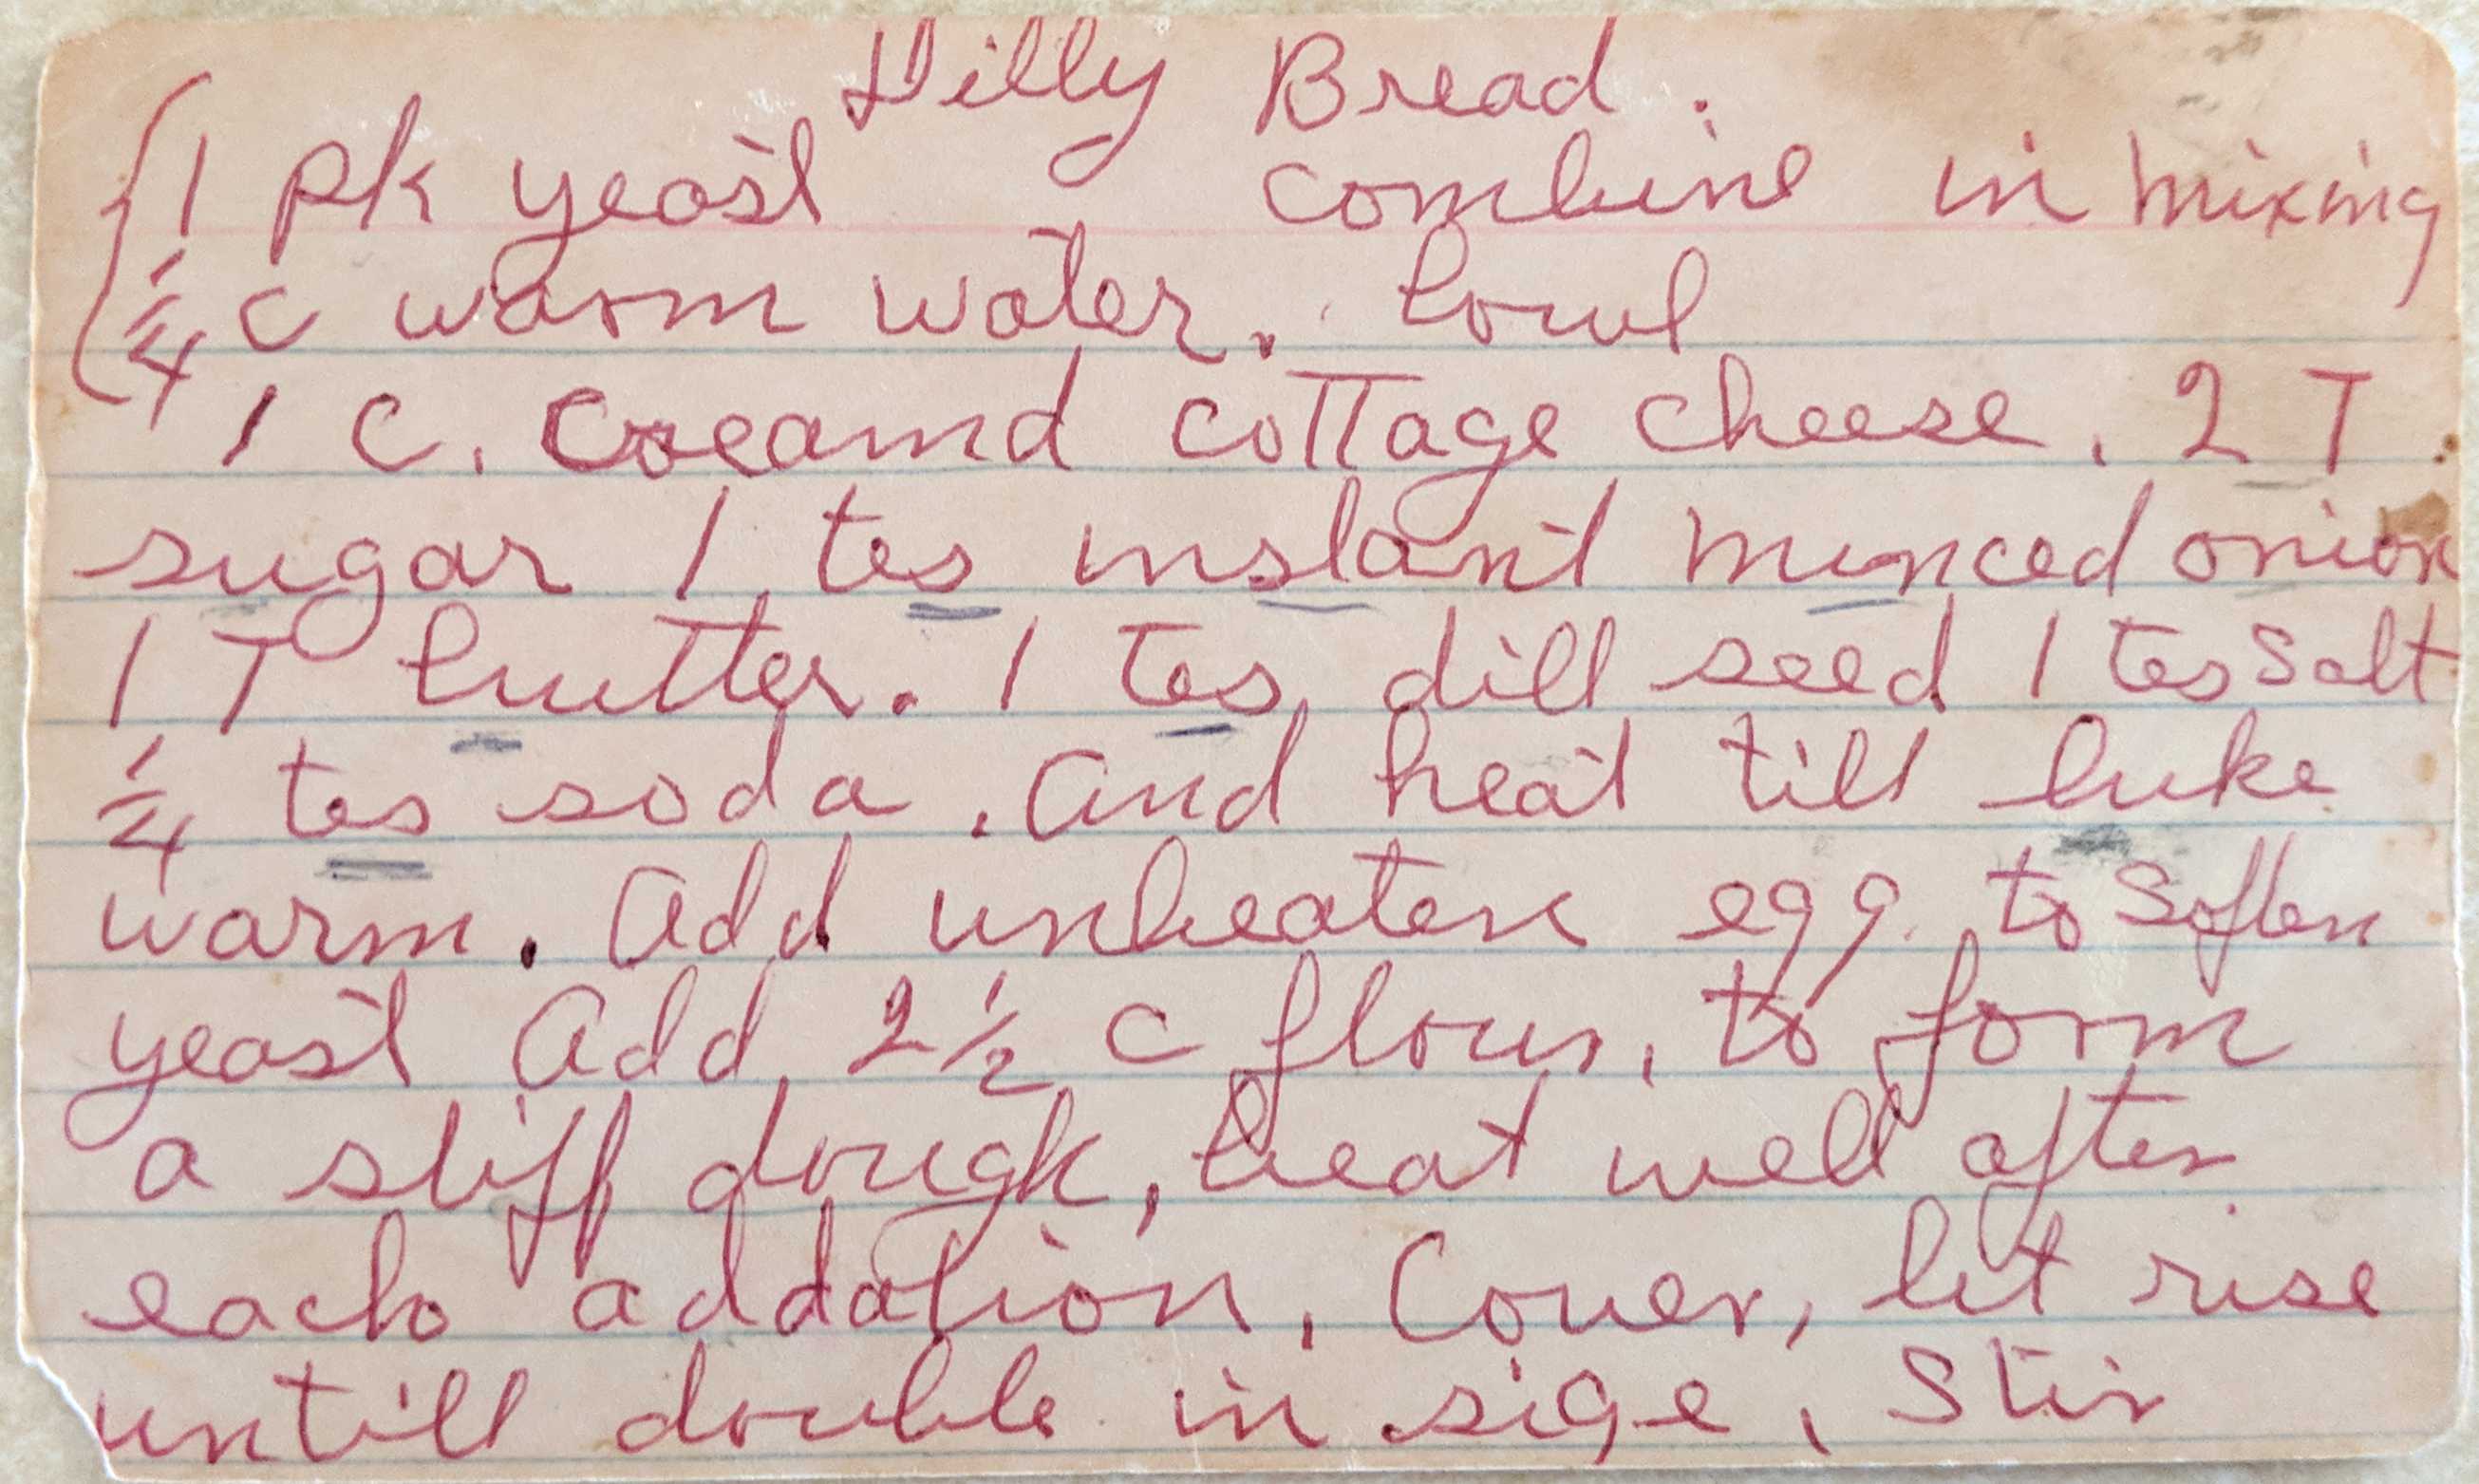 Dilly Bread.
1 pk yeast combine in mixing
1/4 c warm water. bowl
1 C. Creamd cottage cheese. 2 T.
sugar 1 tes instant minced onion
1 T butter. 1 Tes dill seed 1 tes Salt
1/4 tes soda. And heat till luke
warm. Add unbeaten egg to Soften
yeast Add 2 1/2 c flour, to form
a stiff dough, beat well after
each addation, Cover, let rise
untill double in size, Stir